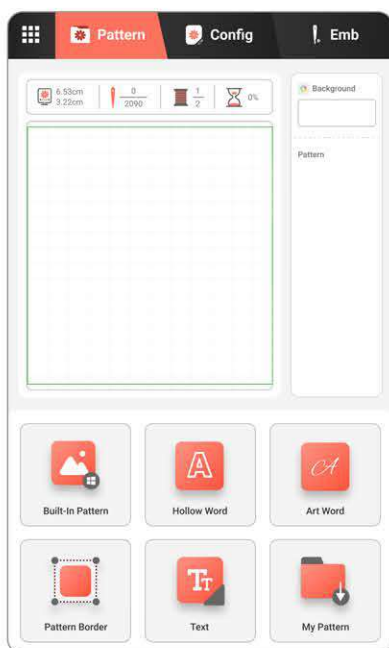 Pattern
Config
Emb
6.53cm
3.22cm
0
2090
1
2
0%
Background
Pattern
Built-In Pattern
A
Hollow Word
A
Art Word
Pattern Border
TT
Text
My Pattern